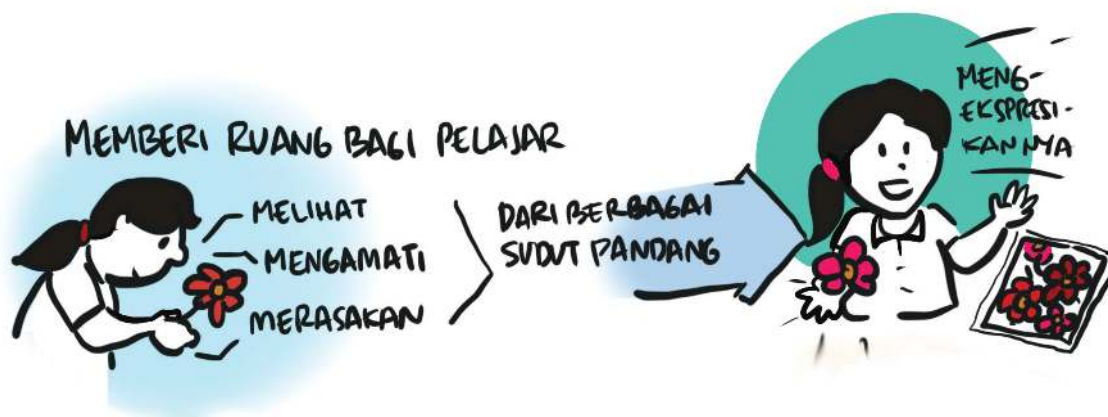 MEMBERI RUANG BAGI PELAJAR
MELIHAT
MENGAMATI
MERASAKAN
DARI BERBAGAI
SUDUT PANDANG
MENG-
EKSPRESI-
KANNYA